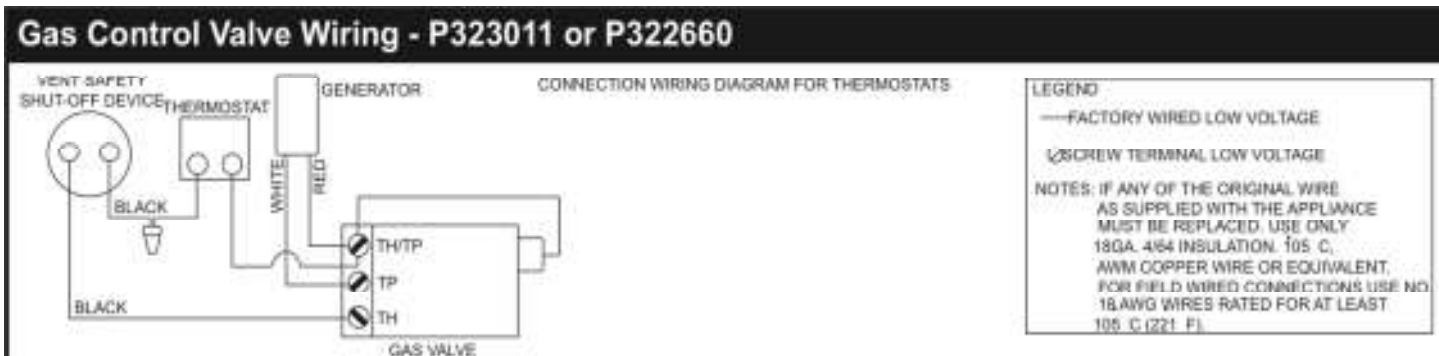 Gas Control Valve Wiring - P323011 or P322660
VENT SAFETY
SHUT-OFF DEVICE
THERMOSTAT
GENERATOR
CONNECTION WIRING DIAGRAM FOR THERMOSTATS
WHITE
RED
BLACK
TH/TP
TP
BLACK
TH
GAS VALVE
LEGEND
FACTORY WIRED LOW VOLTAGE
SCREW TERMINAL LOW VOLTAGE
NOTES: IF ANY OF THE ORIGINAL WIRE
AS SUPPLIED WITH THE APPLIANCE
MUST BE REPLACED, USE ONLY
18GA. 4/64 INSULATION. 105 C,
AWM COPPER WIRE OR EQUIVALENT.
FOR FIELD WIRED CONNECTIONS USE NO.
AWG WIRES RATED FOR AT LEAST
105 C (221 F).